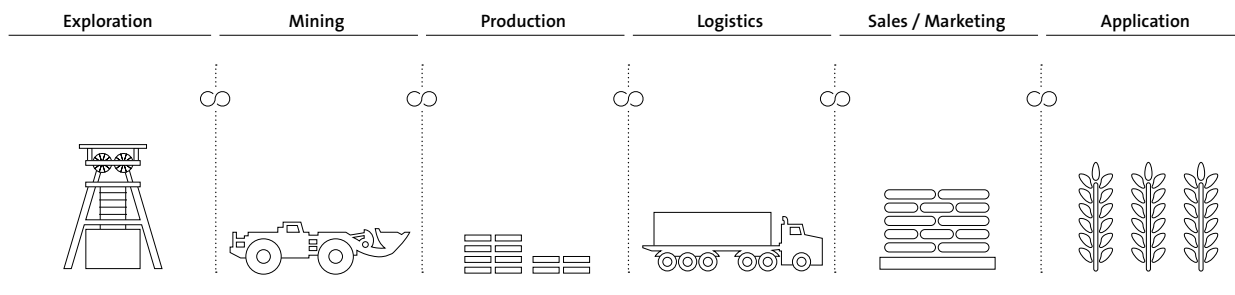 Exploration
Mining
Production
Logistics
Sales / Marketing
Application